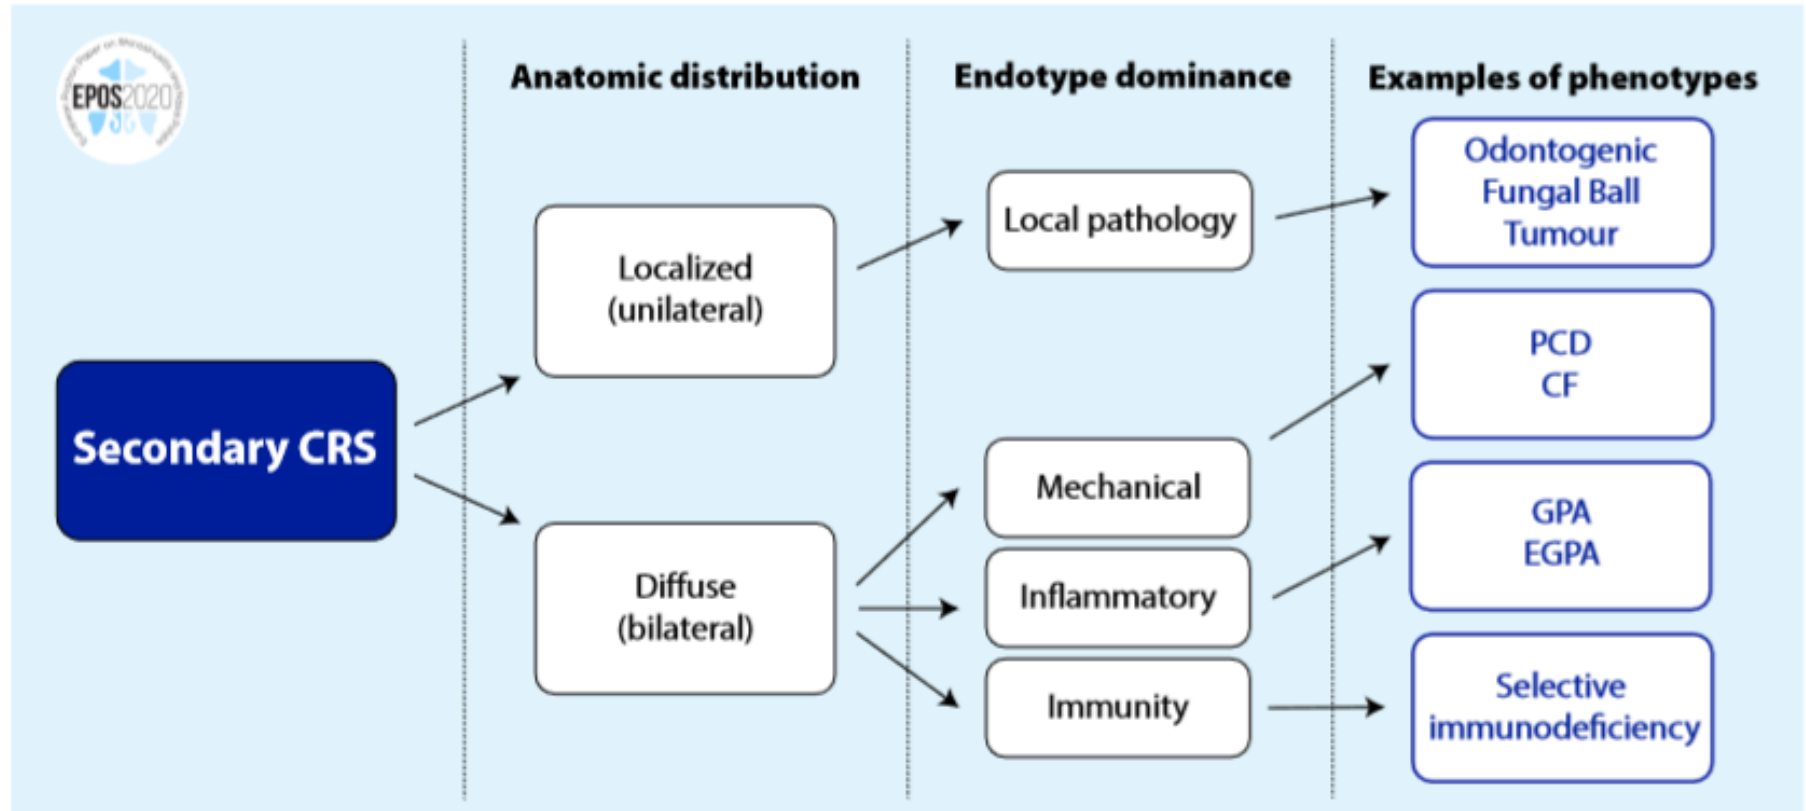 EPOS2020
Anatomic distribution
Endotype dominance
Examples of phenotypes
Secondary CRS
Localized
(unilateral)
Diffuse
(bilateral)
Local pathology
Mechanical
Inflammatory
Immunity
Odontogenic
Fungal Ball
Tumour
PCD
CF
GPA
EGPA
Selective
immunodeficiency